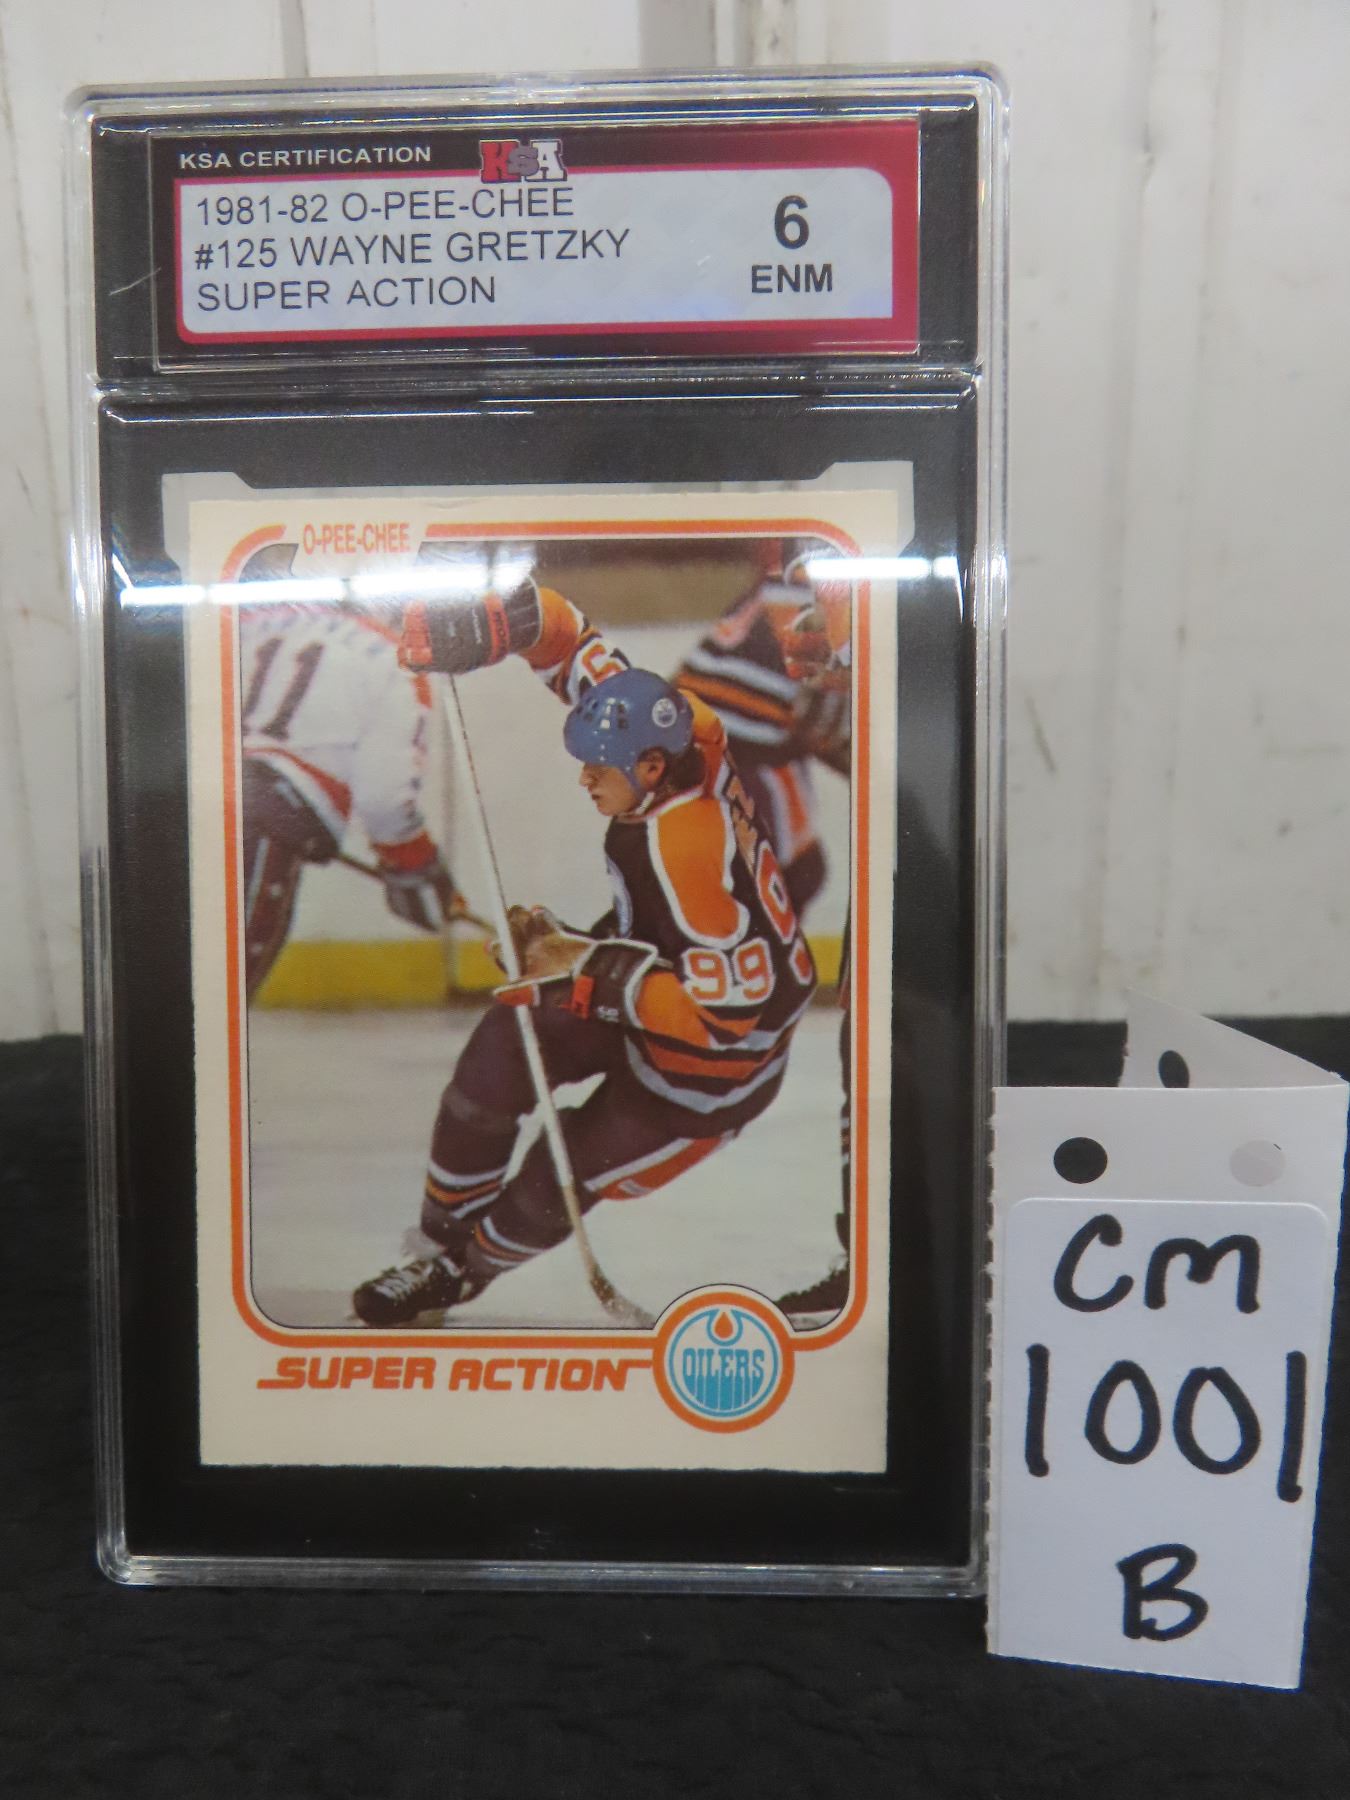 KSA CERTIFICATION
KSA
1981-82 O-PEE-CHEE
#125 WAYNE GRETZKY
SUPER ACTION
6
ENM
O-PEE-CHEE
11
99
SUPER ACTION
OILERS
CM
1001
B